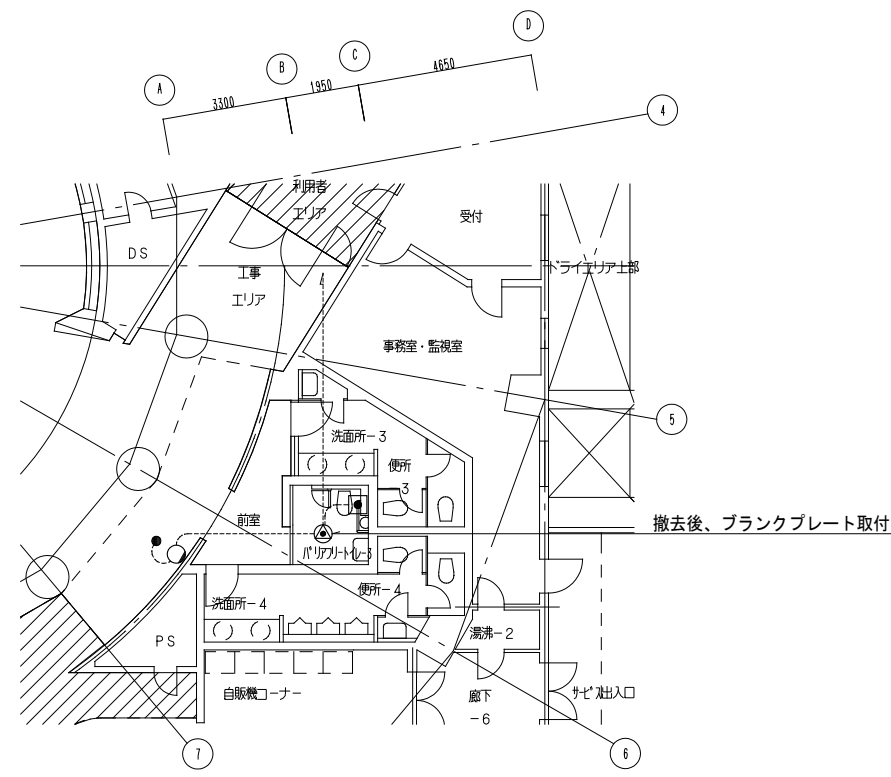 D
C
B
A
4650
1950
3300
4
利用者
エリア
受付
DS
工事
エリア
ドライエリア上部
事務室・監視室
5
洗面所-3
便所
3
前室
撤去後、ブランクプレート取付
バリアフリートイレ-3
便所-4
洗面所-4
湯沸-2
PS
自販機コーナー
廊下
-6
サービス出入口
7
6